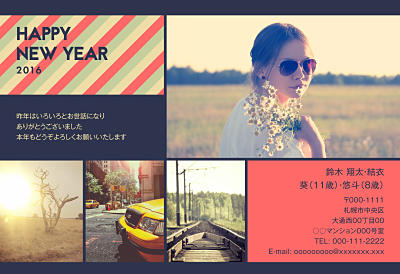 HAPPY
NEW YEAR
2016
昨年はいろいろとお世話になり
ありがとうございました
本年もどうぞよろしくお願いいたします
鈴木 翔太・結衣
葵（11歳）・悠斗（8歳）
〒000-1111
札幌市中央区
大通西00丁目00
〇〇マンション000号室
TEL: 000-111-2222
E-mail: ooooooooo@xxxxxxx.xxx